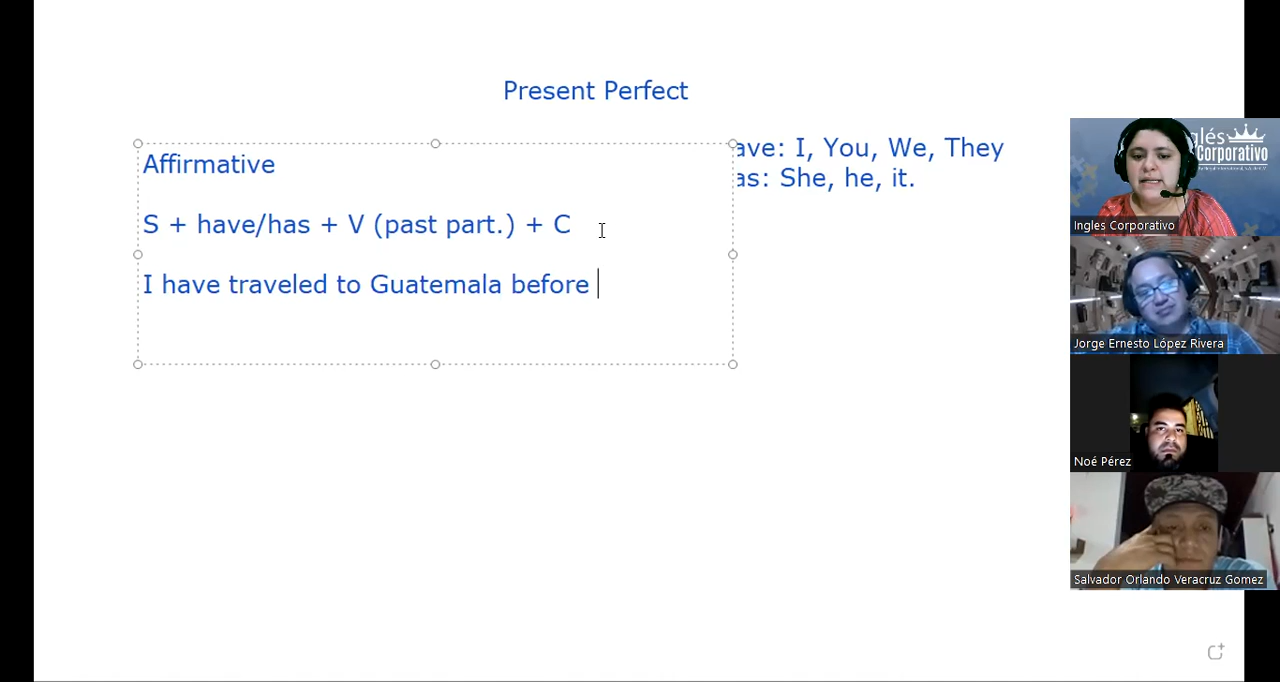 Present Perfect
ave: I, You, We, They
as: She, he, it.
Affirmative
S + have/has + V (past part.) + C
I have traveled to Guatemala before
glés
Corporativo
Ingles Corporativo
Jorge Ernesto López Rivera
Noé Pérez
Salvador Orlando Veracruz Gomez